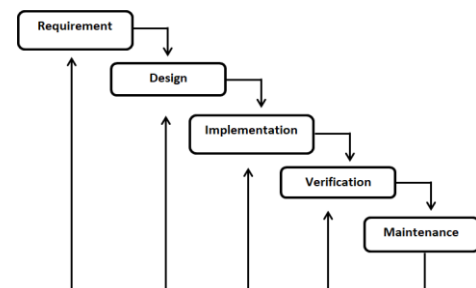 Requirement
Design
Implementation
Verification
Maintenance